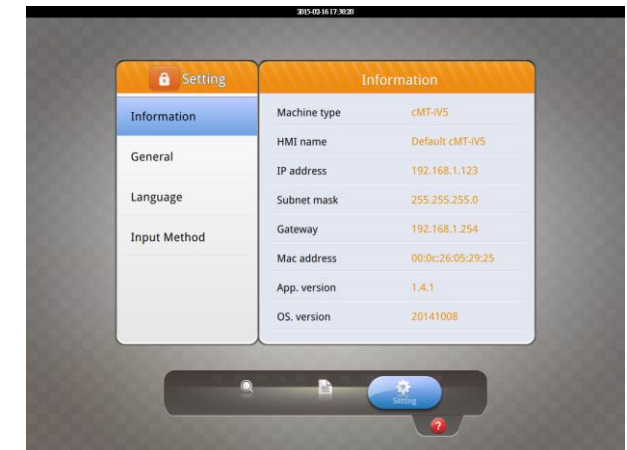 2015-02-16 17:38:20
Setting
Information
Information
General
Language
Input Method
Machine type cMT-iV5
HMI name Default cMT-iV5
IP address 192.168.1.123
Subnet mask 255.255.255.0
Gateway 192.168.1.254
Mac address 00:0c:26:05:29:25
App. version 1.4.1
OS. version 20141008
Setting
?